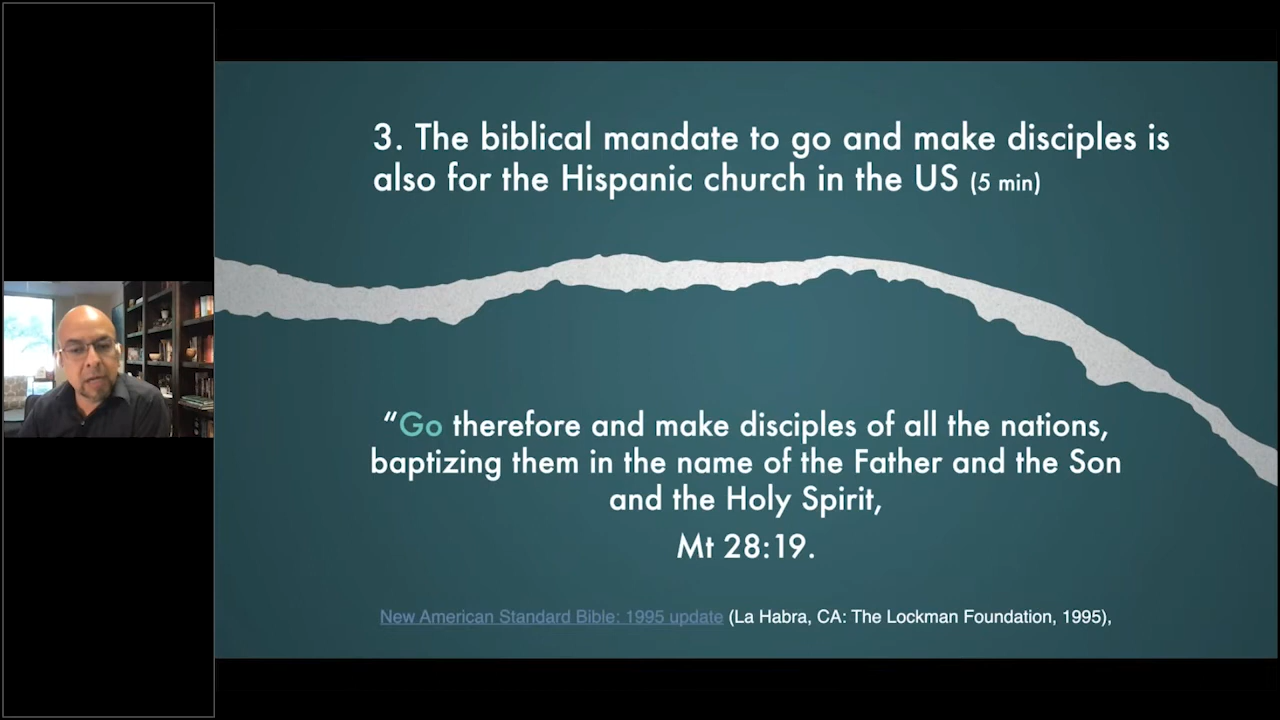 3. The biblical mandate to go and make disciples is
also for the Hispanic church in the US (5 min)
“Go therefore and make disciples of all the nations,
baptizing them in the name of the Father and the Son
and the Holy Spirit,
Mt 28:19.
New American Standard Bible: 1995 update (La Habra, CA: The Lockman Foundation, 1995),